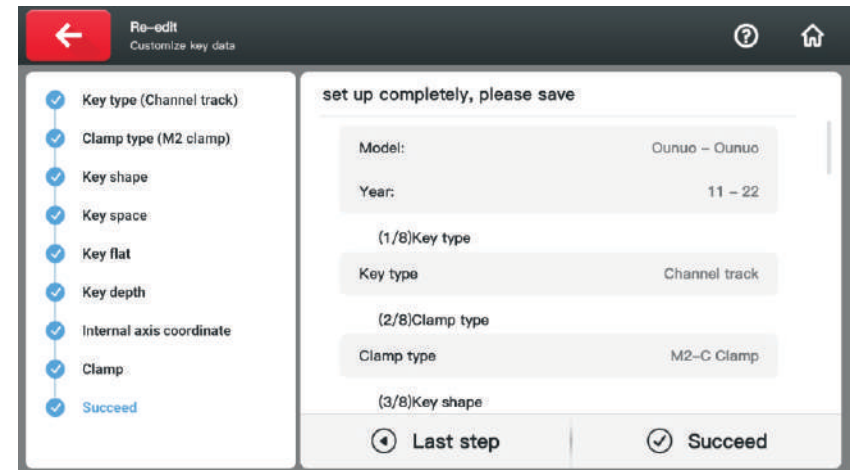 Re-edit
Customize key data
Key type (Channel track)
Clamp type (M2 clamp)
Key shape
Key space
Key flat
Key depth
Internal axis coordinate
Clamp
Succeed
set up completely, please save
Model: Ounuo - Ounuo
Year: 11 - 22
(1/8)Key type
Key type Channel track
(2/8)Clamp type
Clamp type M2-C Clamp
(3/8)Key shape
Last step Succeed